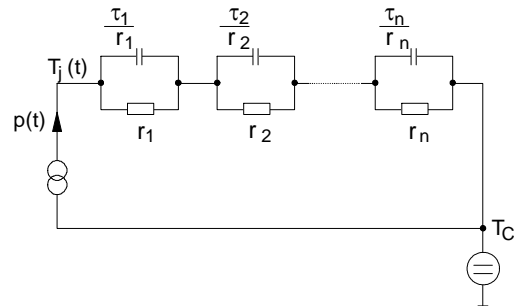 τ1 τ2 τn
r1 r2 rn
Tj (t)
r1 r2 rn
p(t)
TC